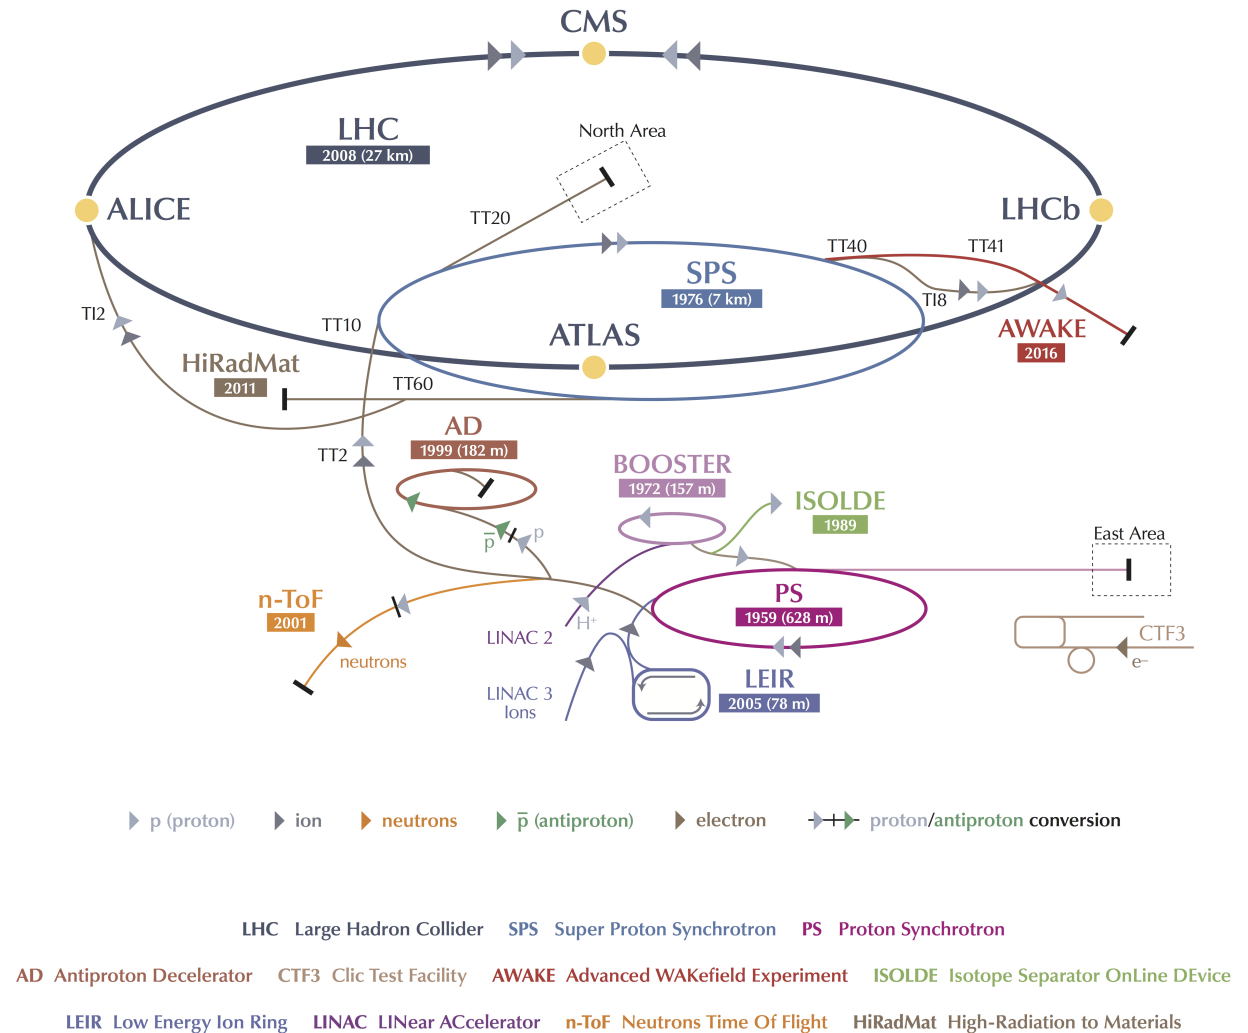 CMS
LHC
2008 (27 km)
North Area
ALICE
LHCb
TT20
TT40
TT41
SPS
1976 (7 km)
TI8
TI2
TT10
ATLAS
AWAKE
2016
HiRadMat
2011
TT60
AD
1999 (182 m)
TT2
BOOSTER
1972 (157 m)
ISOLDE
1989
p̅
p
East Area
n-ToF
2001
PS
1959 (628 m)
H⁺
LINAC 2
neutrons
CTF3
e⁻
LEIR
2005 (78 m)
LINAC 3
Ions
p (proton) ion neutrons p̅ (antiproton) electron proton/antiproton conversion
LHC Large Hadron Collider SPS Super Proton Synchrotron PS Proton Synchrotron
AD Antiproton Decelerator CTF3 Clic Test Facility AWAKE Advanced WAKefield Experiment ISOLDE Isotope Separator OnLine DEvice
LEIR Low Energy Ion Ring LINAC LINear ACcelerator n-ToF Neutrons Time Of Flight HiRadMat High-Radiation to Materials